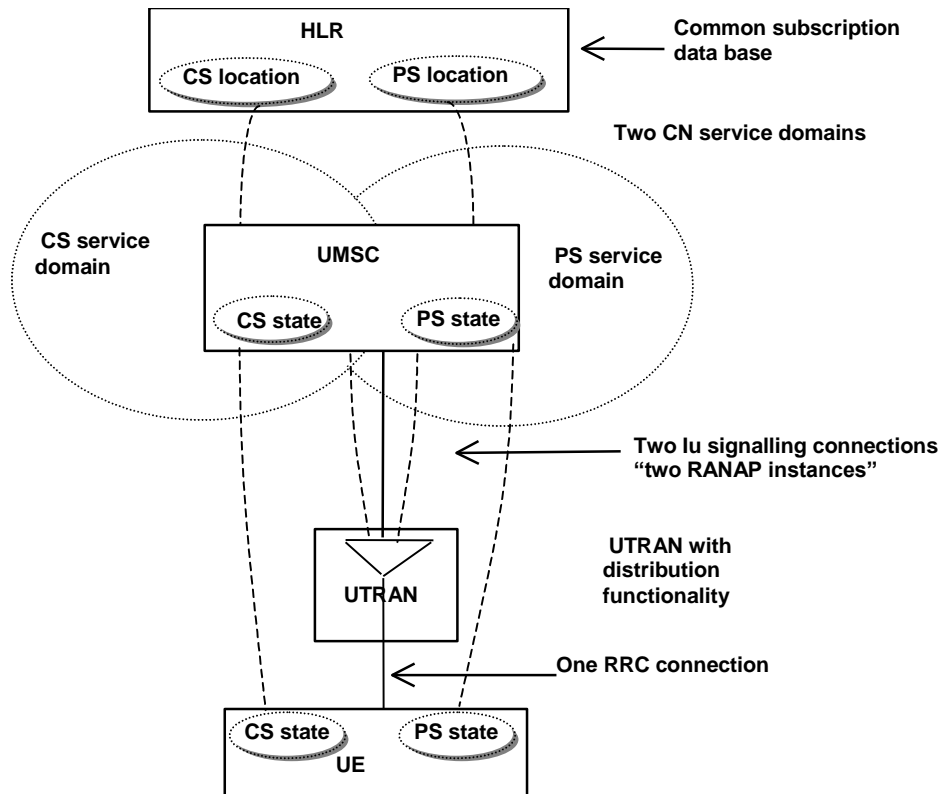 HLR
CS location
PS location
Common subscription
data base
Two CN service domains
CS service
domain
UMSC
PS service
domain
CS state
PS state
Two Iu signalling connections
“two RANAP instances”
UTRAN with
distribution
functionality
UTRAN
One RRC connection
CS state
PS state
UE